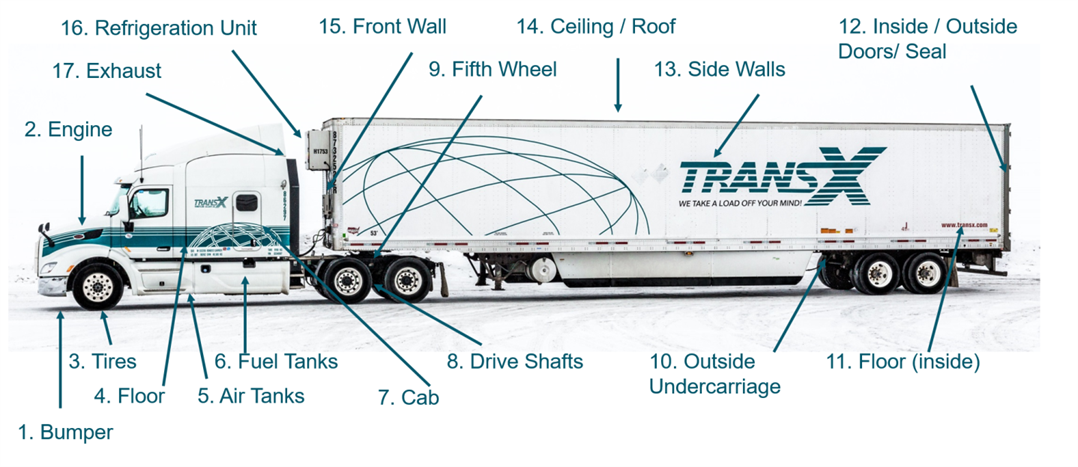 16. Refrigeration Unit
15. Front Wall
14. Ceiling / Roof
12. Inside / Outside
Doors/ Seal
17. Exhaust
9. Fifth Wheel
13. Side Walls
2. Engine
TRANSX
WE TAKE A LOAD OFF YOUR MIND!
TRANSX
53'
www.transx.com
3. Tires
6. Fuel Tanks
8. Drive Shafts
10. Outside
Undercarriage
11. Floor (inside)
4. Floor
5. Air Tanks
7. Cab
1. Bumper